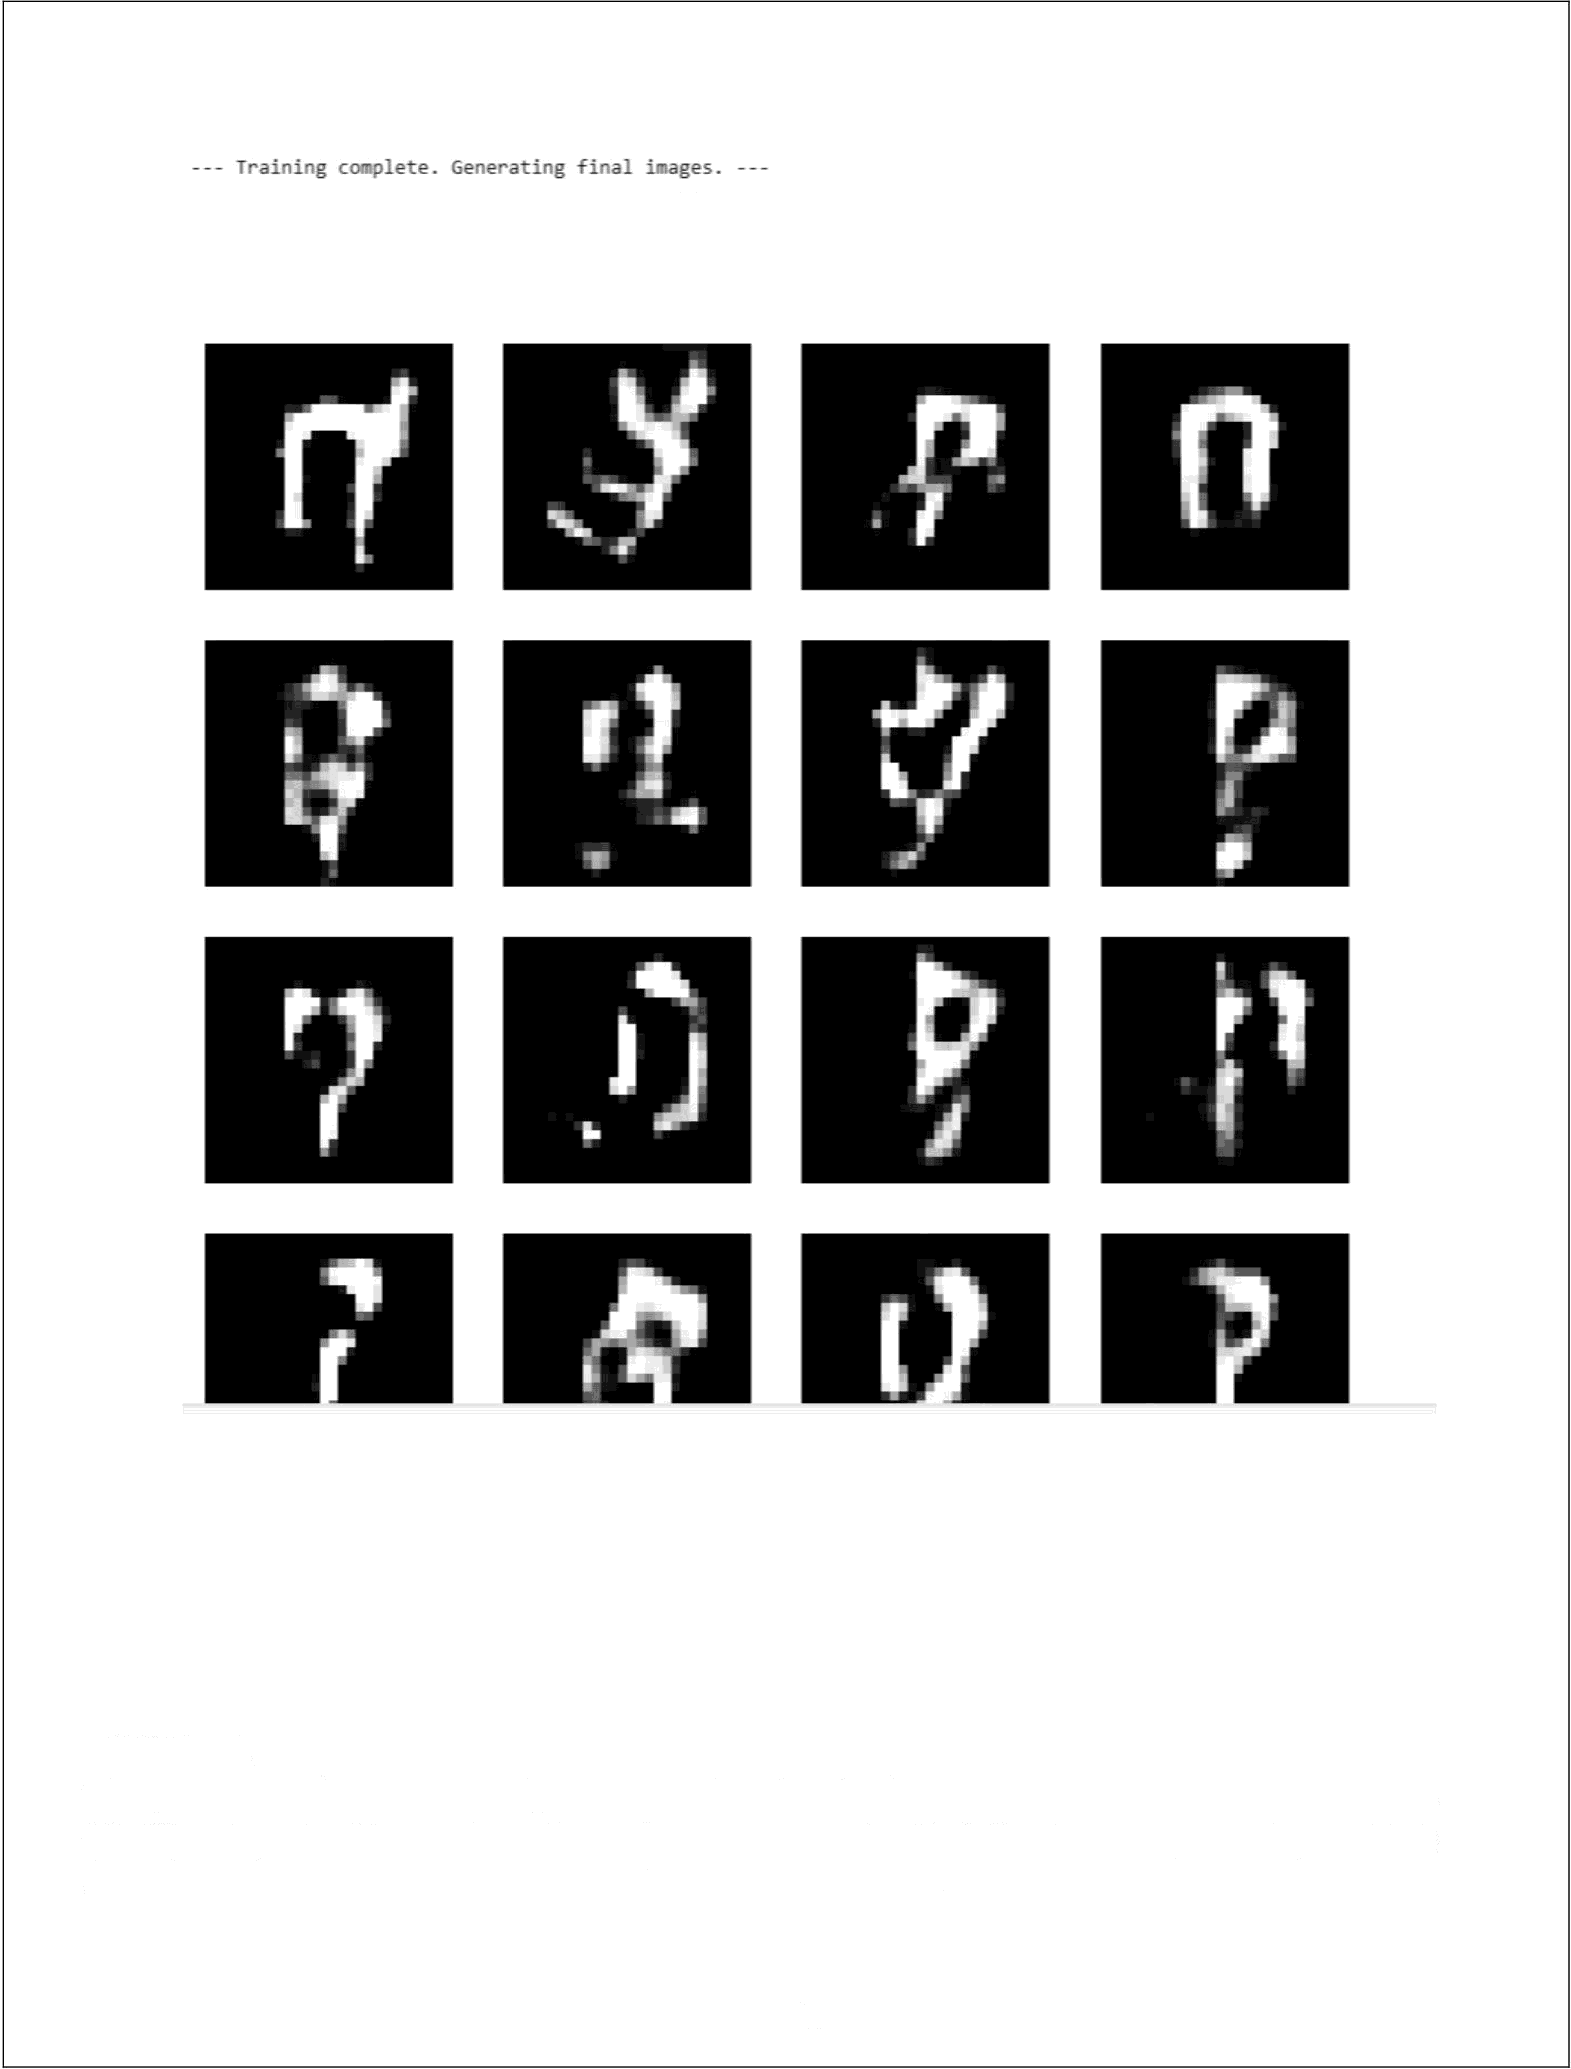 --- Training complete. Generating final images. ---